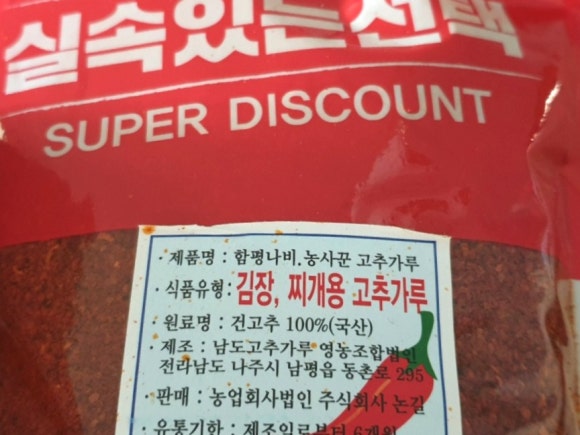 실속있는선택
SUPER DISCOUNT
· 제품명 : 함평나비.농사꾼 고추가루
· 식품유형: 김장, 찌개용 고추가루
· 원료명 : 건고추 100%(국산)
· 제조 : 남도고추가루 영농조합법인
전라남도 나주시 남평읍 동촌로 295
· 판매 : 농업회사법인 주식회사 논길
· 유통기한 : 제조일로부터 6개월